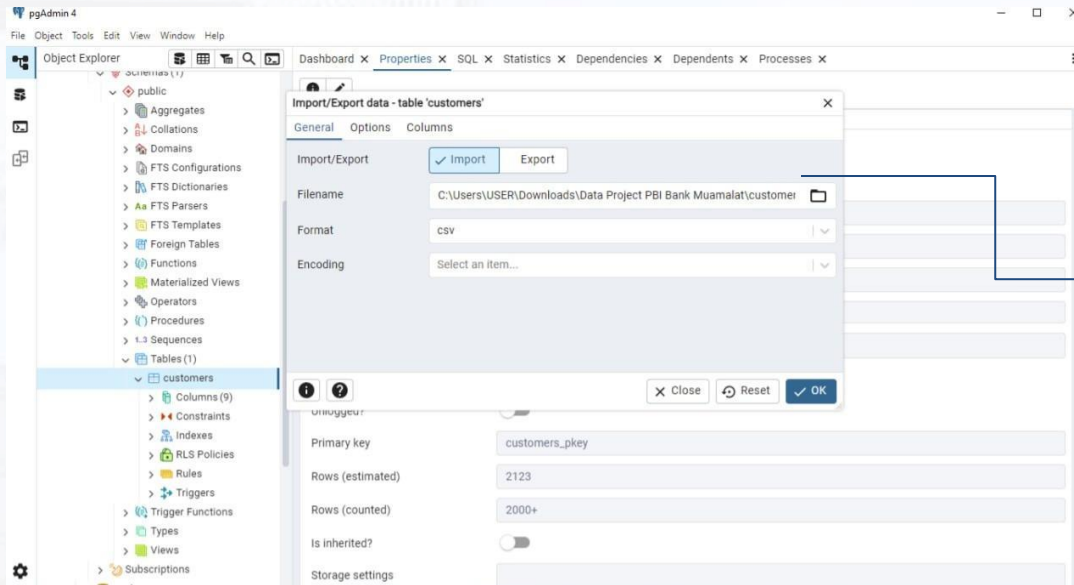 pgAdmin 4
File Object Tools Edit View Window Help
Object Explorer
Dashboard Properties SQL Statistics Dependencies Dependents Processes
Schemas (1)
public
Aggregates
Collations
Domains
FTS Configurations
FTS Dictionaries
Aa FTS Parsers
FTS Templates
Foreign Tables
Functions
Materialized Views
Operators
Procedures
1..3 Sequences
Tables (1)
customers
Columns (9)
Constraints
Indexes
RLS Policies
Rules
Triggers
Trigger Functions
Types
Views
Subscriptions
Import/Export data - table 'customers'
General Options Columns
Import/Export Import Export
Filename C:\Users\USER\Downloads\Data Project PBI Bank Muamalat\customer
Format csv
Encoding Select an item...
Close Reset OK
Unlogged?
Primary key customers_pkey
Rows (estimated) 2123
Rows (counted) 2000+
Is inherited?
Storage settings